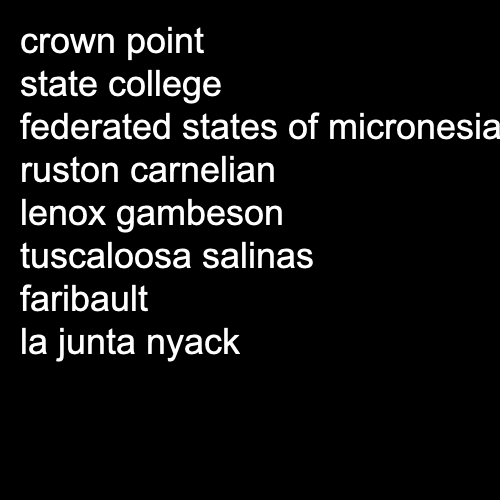 crown point
state college
federated states of micronesia
ruston carnelian
lenox gambeson
tuscaloosa salinas
faribault
la junta nyack